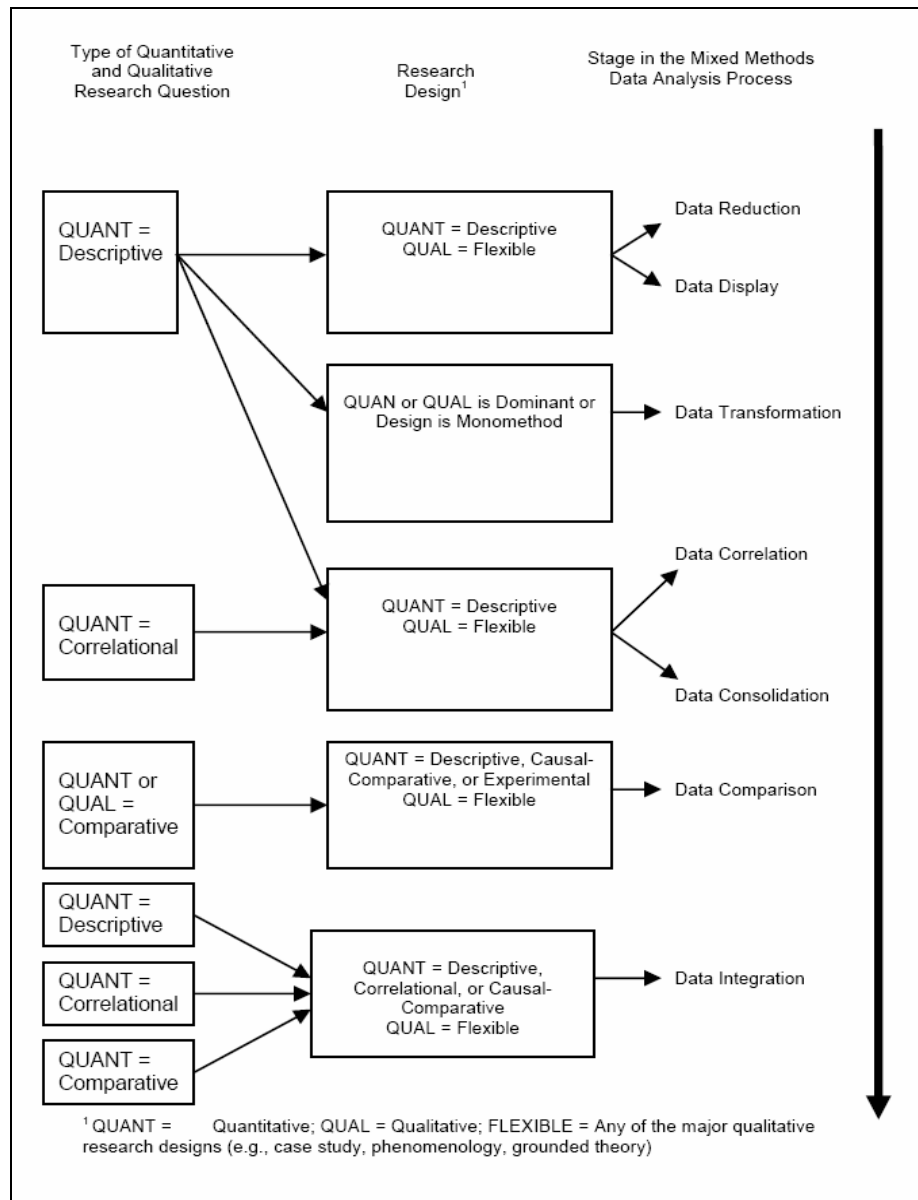 Type of Quantitative
and Qualitative
Research Question
Research
Design¹
Stage in the Mixed Methods
Data Analysis Process
QUANT =
Descriptive
QUANT = Descriptive
QUAL = Flexible
Data Reduction
Data Display
QUAN or QUAL is Dominant or
Design is Monomethod
Data Transformation
QUANT =
Correlational
QUANT = Descriptive
QUAL = Flexible
Data Correlation
Data Consolidation
QUANT or
QUAL =
Comparative
QUANT = Descriptive, Causal-
Comparative, or Experimental
QUAL = Flexible
Data Comparison
QUANT =
Descriptive
QUANT =
Correlational
QUANT =
Comparative
QUANT = Descriptive,
Correlational, or Causal-
Comparative
QUAL = Flexible
Data Integration
¹ QUANT = Quantitative; QUAL = Qualitative; FLEXIBLE = Any of the major qualitative
research designs (e.g., case study, phenomenology, grounded theory)